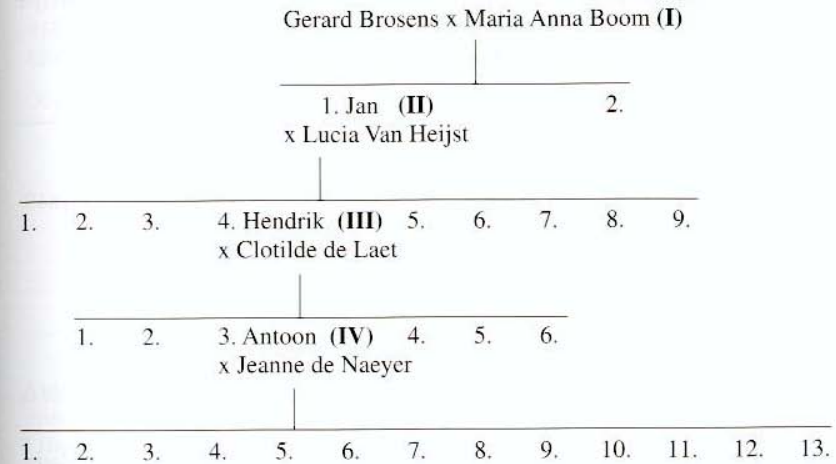 Gerard Brosens x Maria Anna Boom (I)
1. Jan (II) 2.
x Lucia Van Heijst
1. 2. 3. 4. Hendrik (III) 5. 6. 7. 8. 9.
x Clotilde de Laet
1. 2. 3. Antoon (IV) 4. 5. 6.
x Jeanne de Naeyer
1. 2. 3. 4. 5. 6. 7. 8. 9. 10. 11. 12. 13.